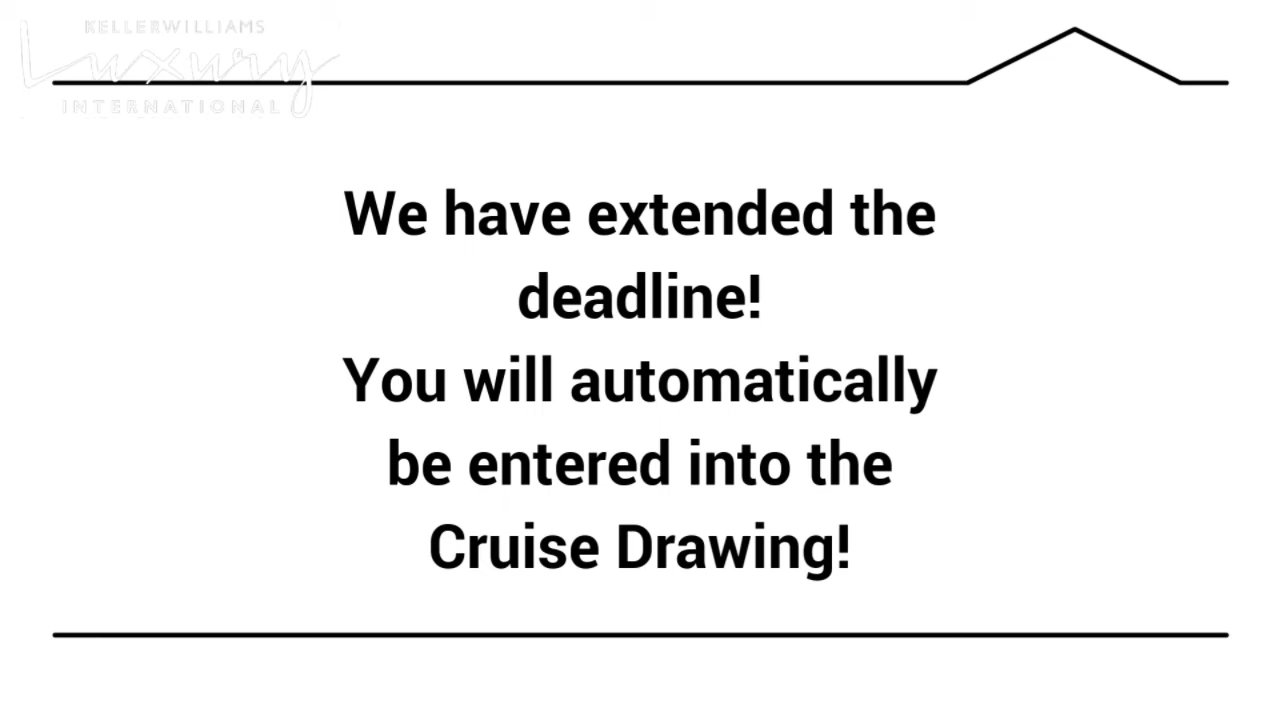 KELLERWILLIAMS
Luxury
INTERNATIONAL
We have extended the
deadline!
You will automatically
be entered into the
Cruise Drawing!